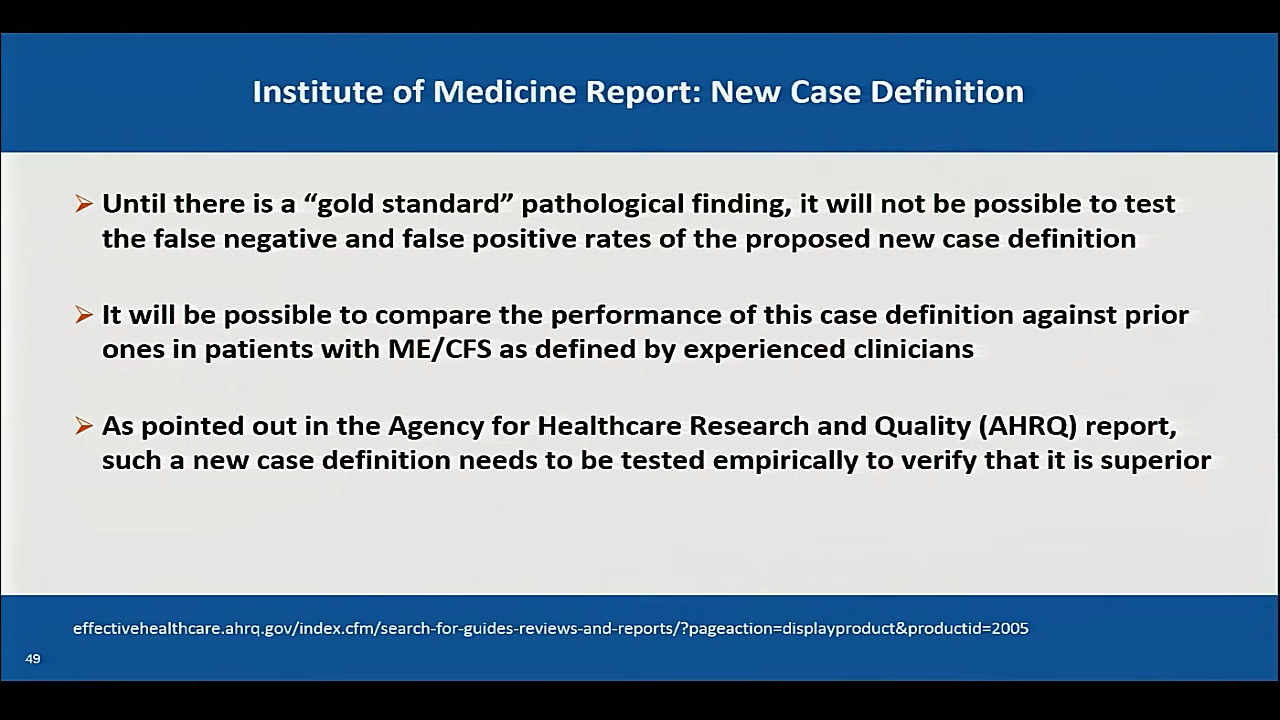 Institute of Medicine Report: New Case Definition
Until there is a “gold standard” pathological finding, it will not be possible to test
the false negative and false positive rates of the proposed new case definition
It will be possible to compare the performance of this case definition against prior
ones in patients with ME/CFS as defined by experienced clinicians
As pointed out in the Agency for Healthcare Research and Quality (AHRQ) report,
such a new case definition needs to be tested empirically to verify that it is superior
effectivehealthcare.ahrq.gov/index.cfm/search-for-guides-reviews-and-reports/?pageaction=displayproduct&productid=2005
49